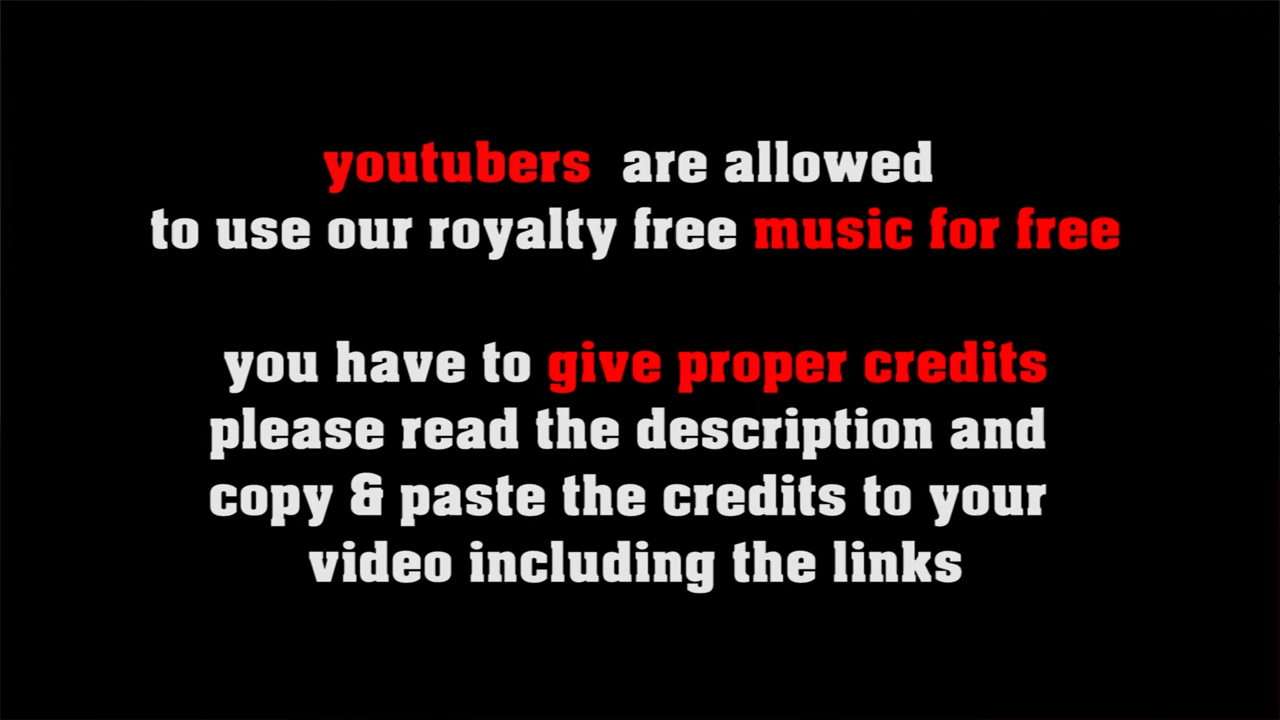 youtubers are allowed
to use our royalty free music for free
you have to give proper credits
please read the description and
copy & paste the credits to your
video including the links